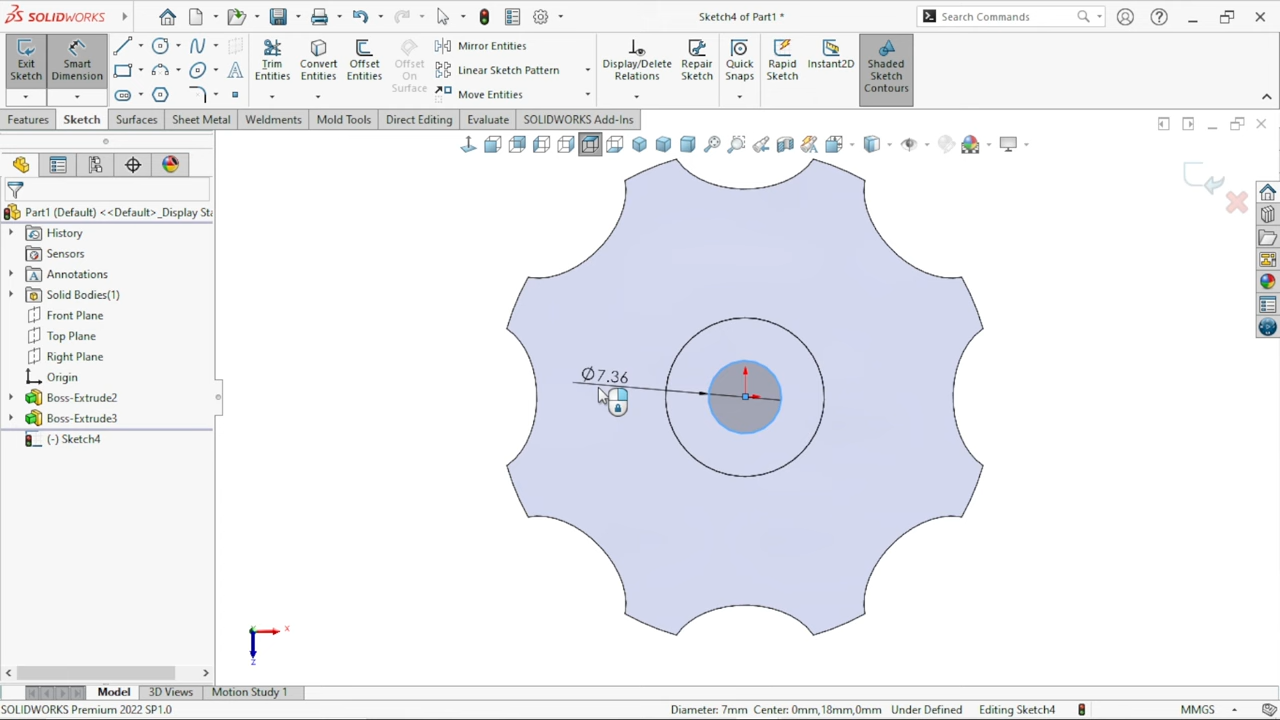 SOLIDWORKS
Sketch4 of Part1 *
Search Commands
Exit Sketch
Smart Dimension
Trim Entities
Convert Entities
Offset Entities
Offset On Surface
Mirror Entities
Linear Sketch Pattern
Move Entities
Display/Delete Relations
Repair Sketch
Quick Snaps
Rapid Sketch
Instant2D
Shaded Sketch Contours
Features Sketch Surfaces Sheet Metal Weldments Mold Tools Direct Editing Evaluate SOLIDWORKS Add-Ins
Part1 (Default) <<Default>_Display Sta
History
Sensors
Annotations
Solid Bodies(1)
Front Plane
Top Plane
Right Plane
Origin
Boss-Extrude2
Boss-Extrude3
(-) Sketch4
Ø7.36
x
z
Model 3D Views Motion Study 1
SOLIDWORKS Premium 2022 SP1.0
Diameter: 7mm Center: 0mm,18mm,0mm Under Defined Editing Sketch4 MMGS